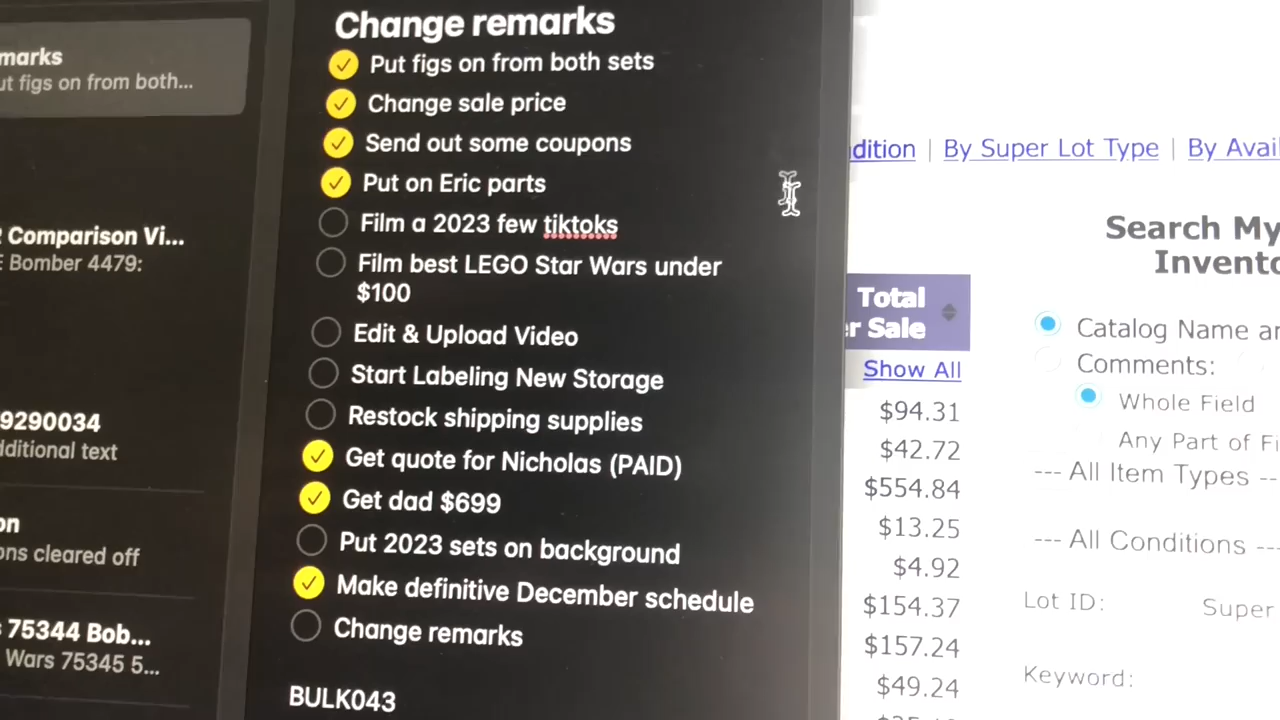 marks
ut figs on from both...
Comparison Vi...
E Bomber 4479:
9290034
dditional text
on
ons cleared off
75344 Bob...
Wars 75345 5...
Change remarks
Put figs on from both sets
Change sale price
Send out some coupons
Put on Eric parts
Film a 2023 few tiktoks
Film best LEGO Star Wars under
$100
Edit & Upload Video
Start Labeling New Storage
Restock shipping supplies
Get quote for Nicholas (PAID)
Get dad $699
Put 2023 sets on background
Make definitive December schedule
Change remarks
BULK043
dition | By Super Lot Type | By Avai
Total
er Sale
Show All
$94.31
$42.72
$554.84
$13.25
$4.92
$154.37
$157.24
$49.24
Search My
Invento
Catalog Name an
Comments:
Whole Field
Any Part of Fi
--- All Item Types --
--- All Conditions --
Lot ID: Super
Keyword: